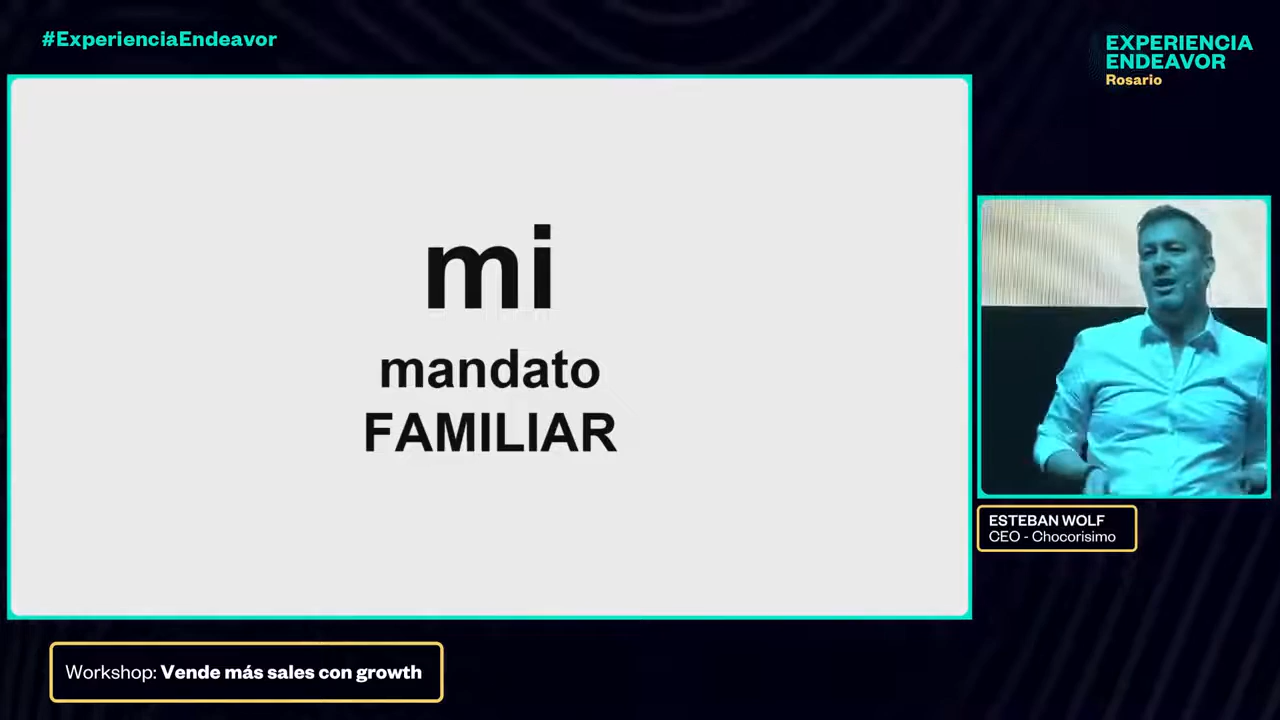 #ExperienciaEndeavor
EXPERIENCIA
ENDEAVOR
Rosario
mi
mandato
FAMILIAR
ESTEBAN WOLF
CEO - Chocorisimo
Workshop: Vende más sales con growth